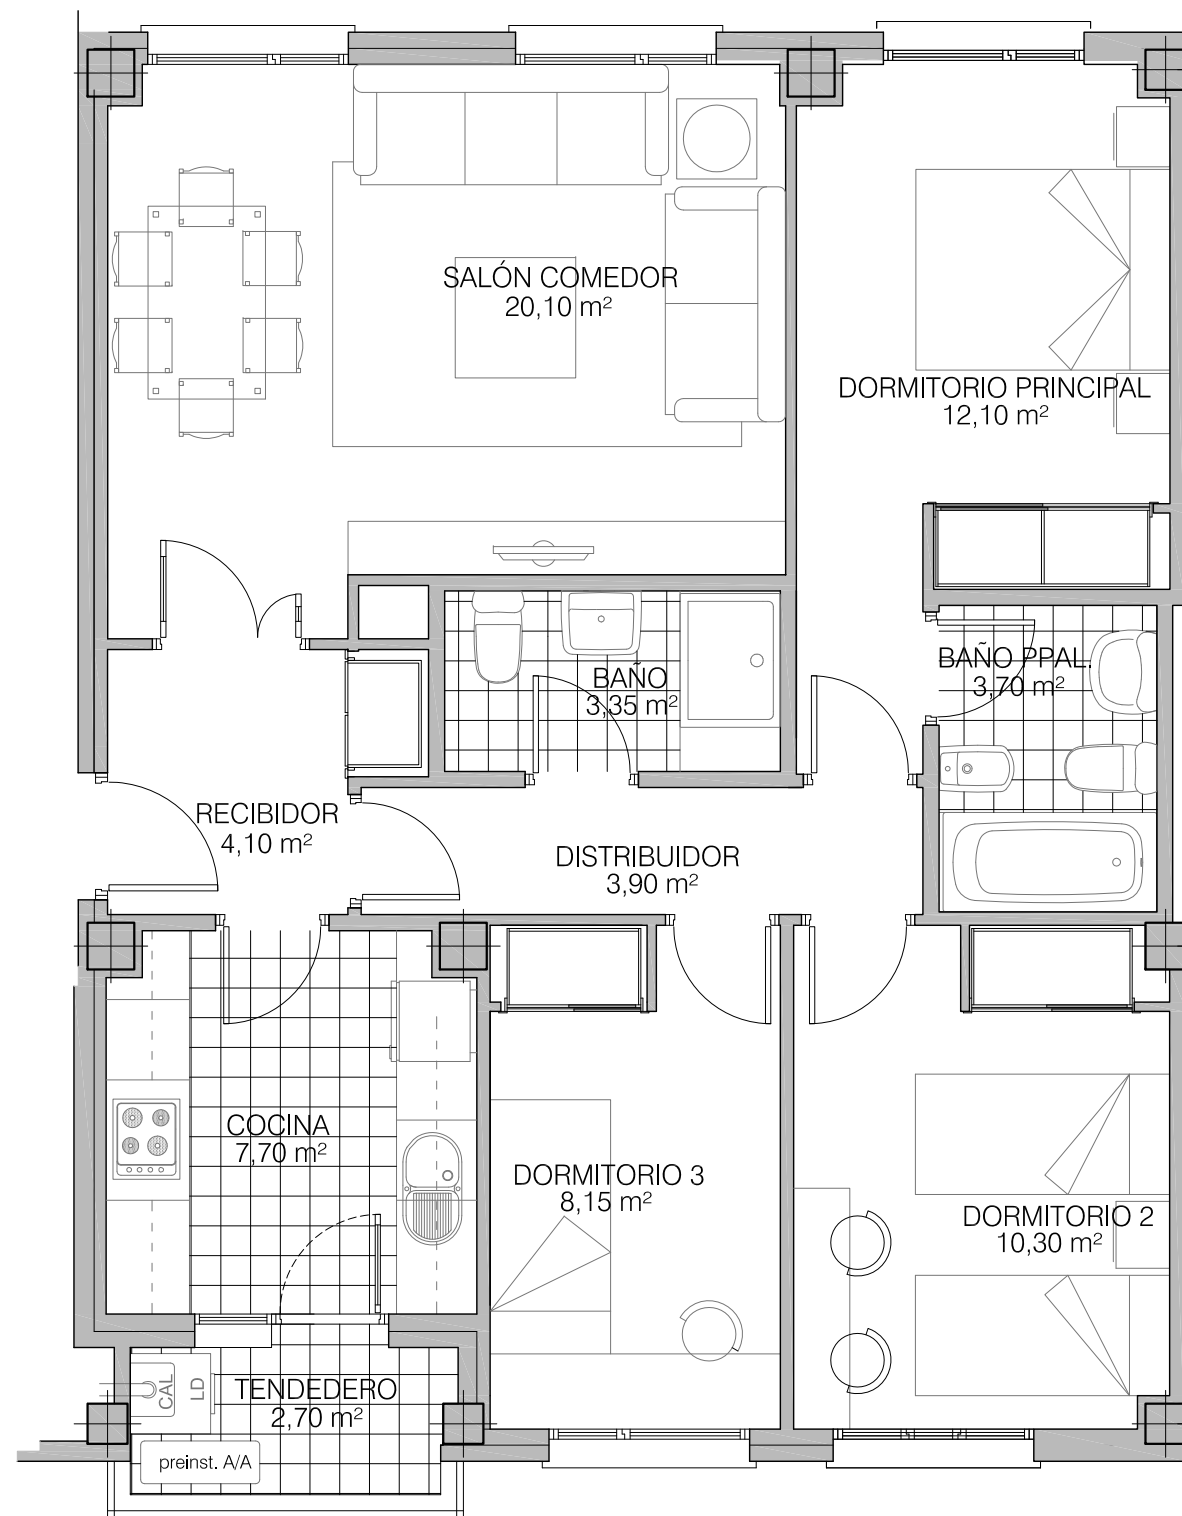 SALÓN COMEDOR
20,10 m²
DORMITORIO PRINCIPAL
12,10 m²
BAÑO
3,35 m²
BAÑO PPAL.
3,70 m²
RECIBIDOR
4,10 m²
DISTRIBUIDOR
3,90 m²
COCINA
7,70 m²
DORMITORIO 3
8,15 m²
DORMITORIO 2
10,30 m²
CAL
LD
TENDEDERO
2,70 m²
preinst. A/A